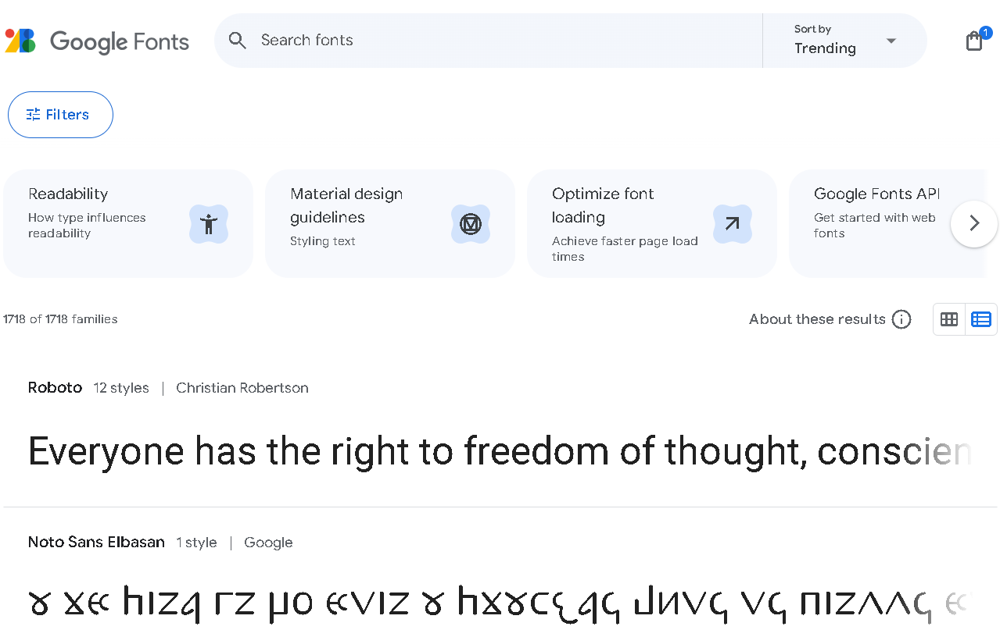 Google Fonts
Search fonts
Sort by
Trending
1
Filters
Readability
How type influences
readability
Material design
guidelines
Styling text
Optimize font
loading
Achieve faster page load
times
Google Fonts API
Get started with web
fonts
1718 of 1718 families
About these results
Roboto 12 styles | Christian Robertson
Everyone has the right to freedom of thought, conscien
Noto Sans Elbasan 1 style | Google